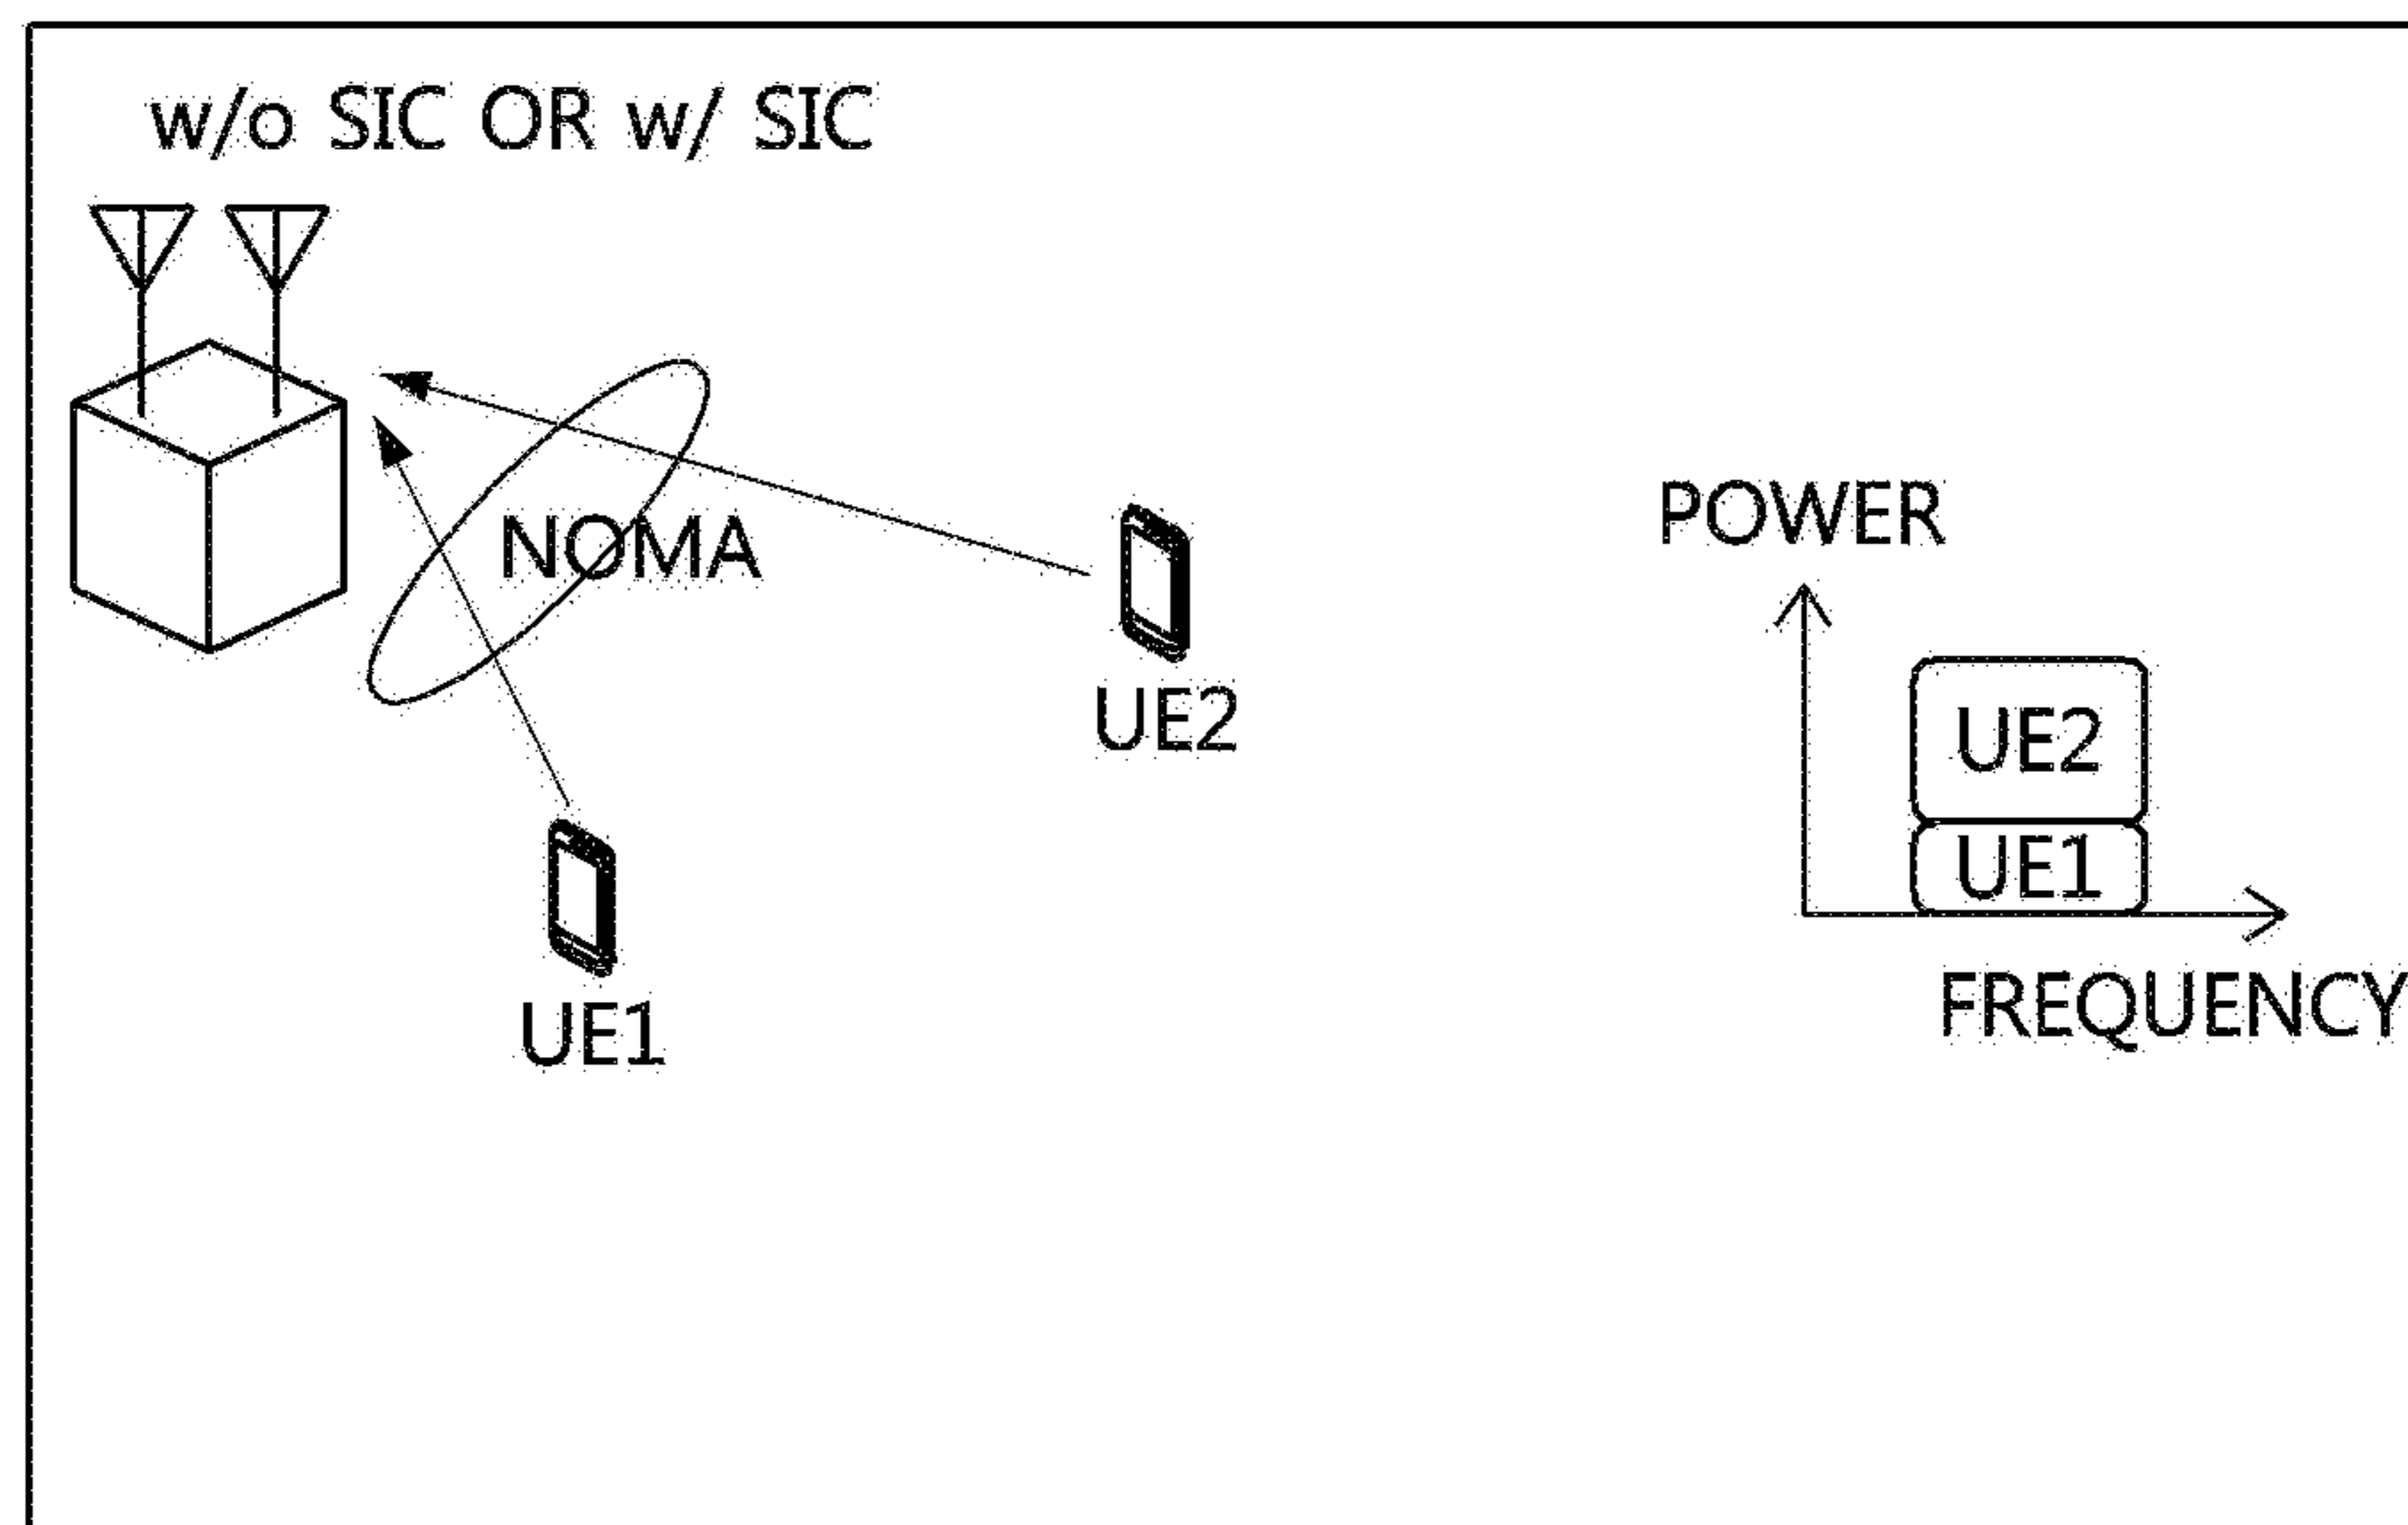 w/o SIC OR w/ SIC
NOMA
UE2
UE1
POWER
UE2
UE1
FREQUENCY